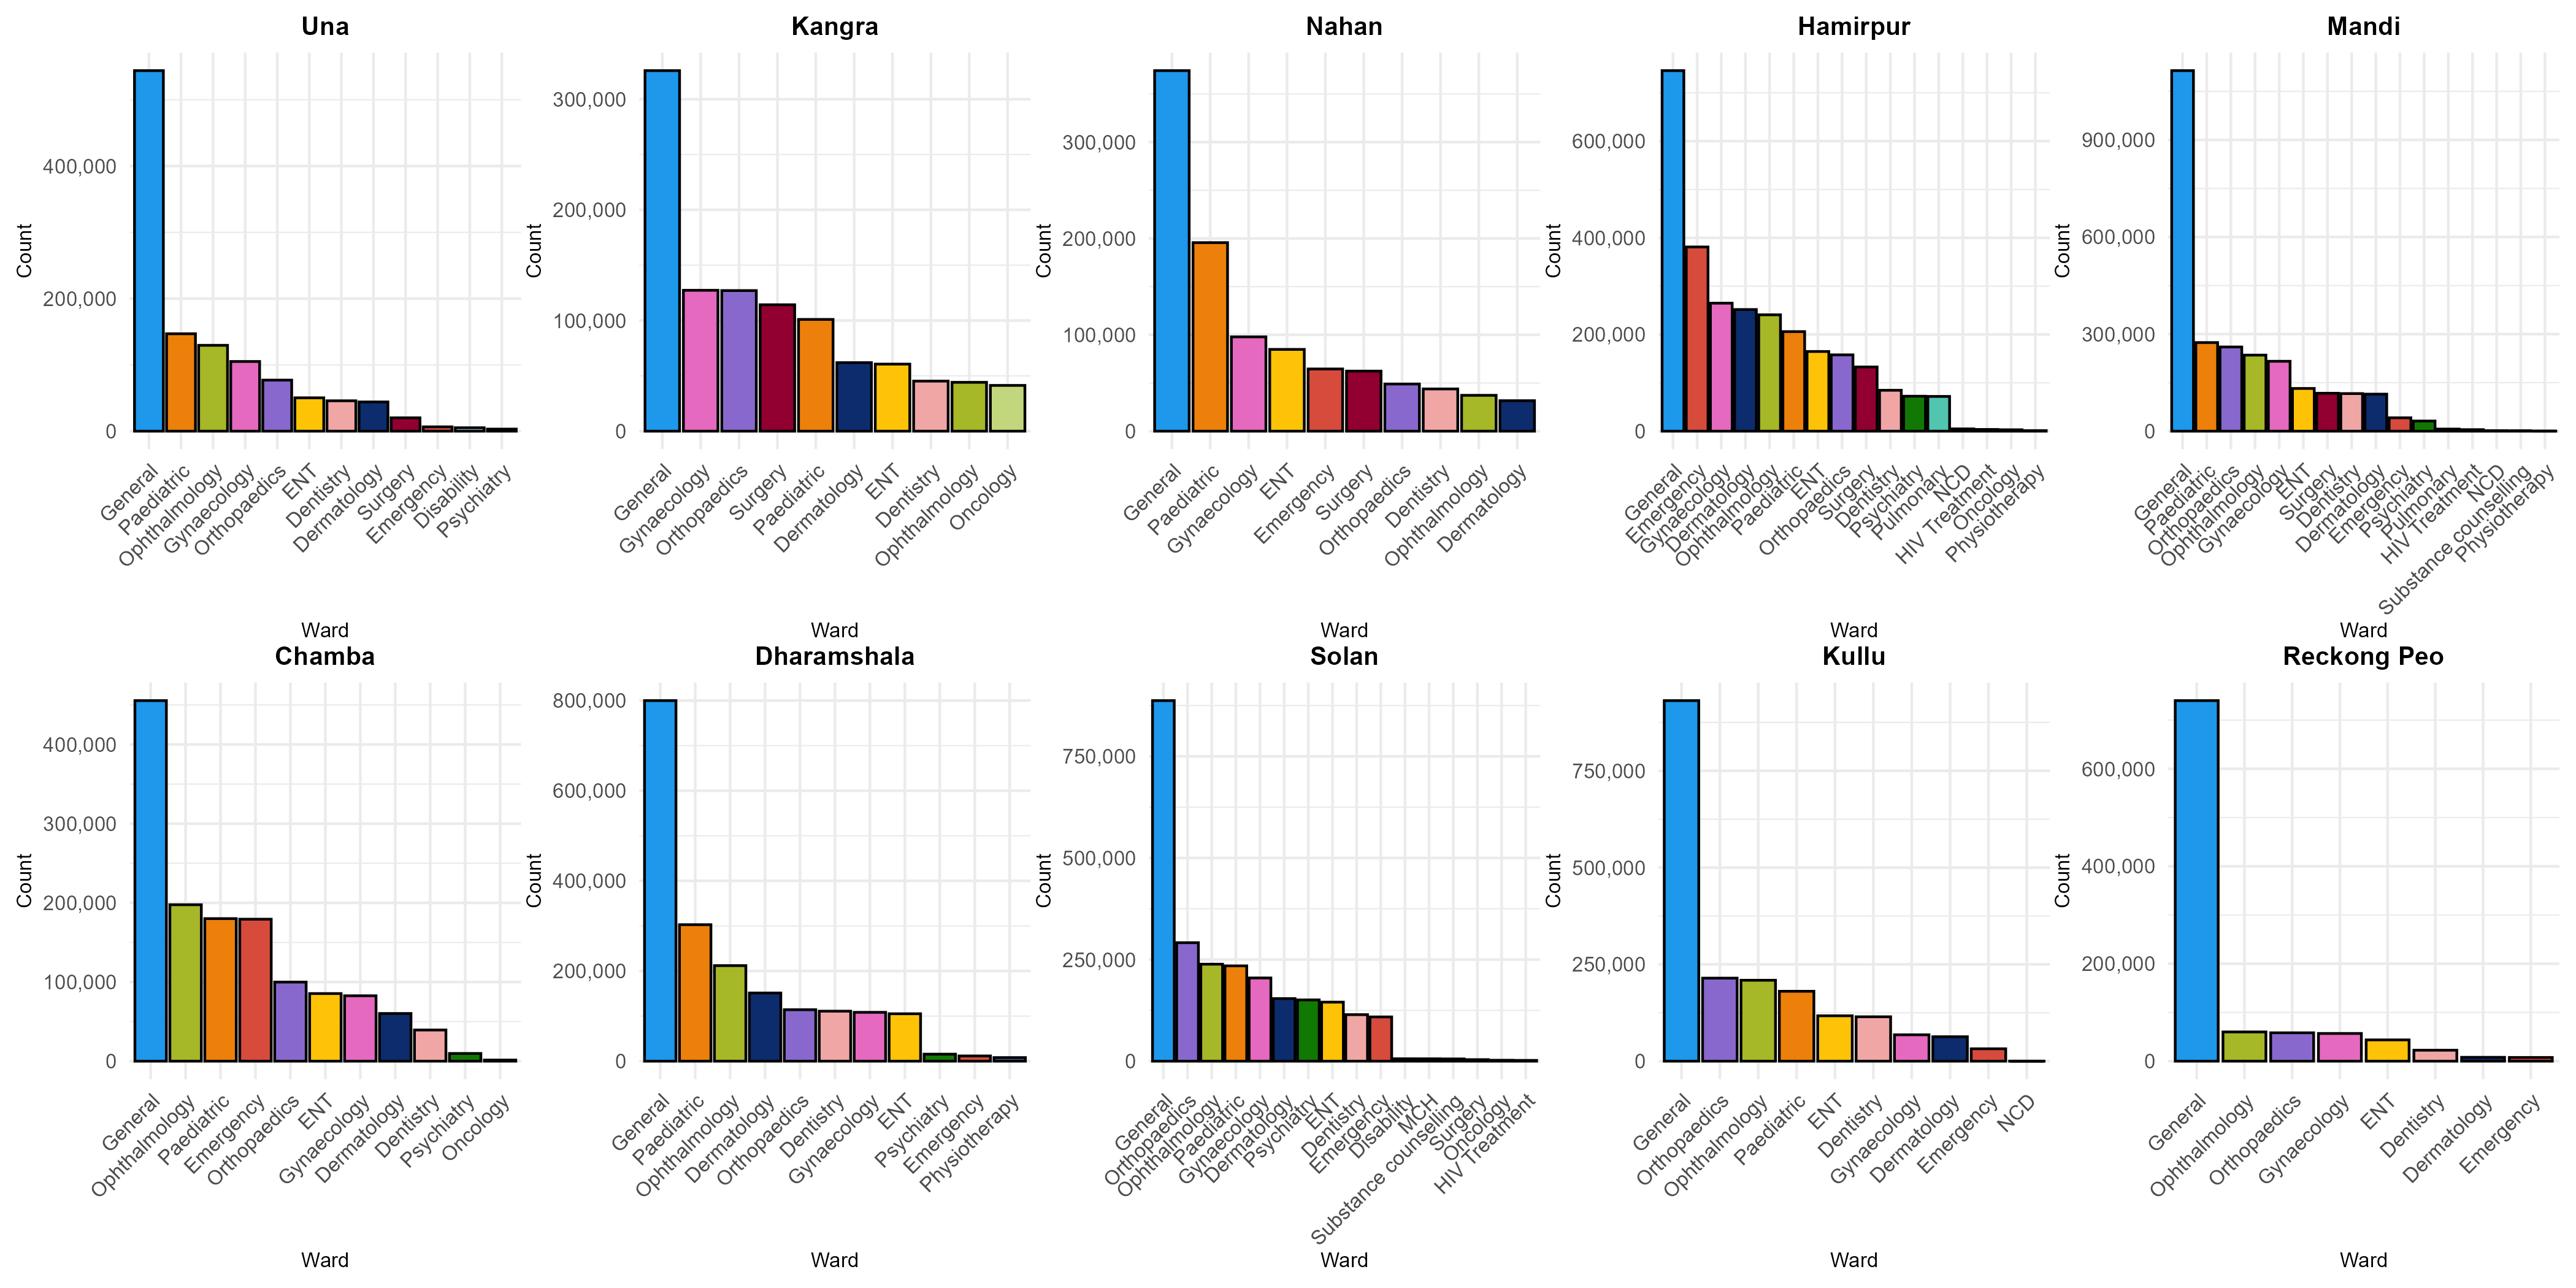 Una
Count
400,000
200,000
0
General
Paediatric
Ophthalmology
Gynaecology
Orthopaedics
ENT
Dentistry
Dermatology
Surgery
Emergency
Disability
Psychiatry
Ward
Kangra
Count
300,000
200,000
100,000
0
General
Gynaecology
Orthopaedics
Surgery
Paediatric
Dermatology
ENT
Dentistry
Ophthalmology
Oncology
Ward
Nahan
Count
300,000
200,000
100,000
0
General
Paediatric
Gynaecology
ENT
Emergency
Surgery
Orthopaedics
Dentistry
Ophthalmology
Dermatology
Ward
Hamirpur
Count
600,000
400,000
200,000
0
General
Emergency
Gynaecology
Dermatology
Ophthalmology
Paediatric
ENT
Orthopaedics
Surgery
Dentistry
Psychiatry
Pulmonary
NCD
HIV Treatment
Oncology
Physiotherapy
Ward
Mandi
Count
900,000
600,000
300,000
0
General
Paediatric
Orthopaedics
Ophthalmology
Gynaecology
ENT
Surgery
Dentistry
Dermatology
Emergency
Psychiatry
Pulmonary
HIV Treatment
NCD
Substance counselling
Physiotherapy
Ward
Chamba
Count
400,000
300,000
200,000
100,000
0
General
Ophthalmology
Paediatric
Emergency
Orthopaedics
ENT
Gynaecology
Dermatology
Dentistry
Psychiatry
Oncology
Ward
Dharamshala
Count
800,000
600,000
400,000
200,000
0
General
Paediatric
Ophthalmology
Dermatology
Orthopaedics
Dentistry
Gynaecology
ENT
Psychiatry
Emergency
Physiotherapy
Ward
Solan
Count
750,000
500,000
250,000
0
General
Orthopaedics
Ophthalmology
Paediatric
Gynaecology
Dermatology
Psychiatry
ENT
Dentistry
Emergency
Disability
MCH
Substance counselling
Surgery
Oncology
HIV Treatment
Ward
Kullu
Count
750,000
500,000
250,000
0
General
Orthopaedics
Ophthalmology
Paediatric
ENT
Dentistry
Gynaecology
Dermatology
Emergency
NCD
Ward
Reckong Peo
Count
600,000
400,000
200,000
0
General
Ophthalmology
Orthopaedics
Gynaecology
ENT
Dentistry
Dermatology
Emergency
Ward